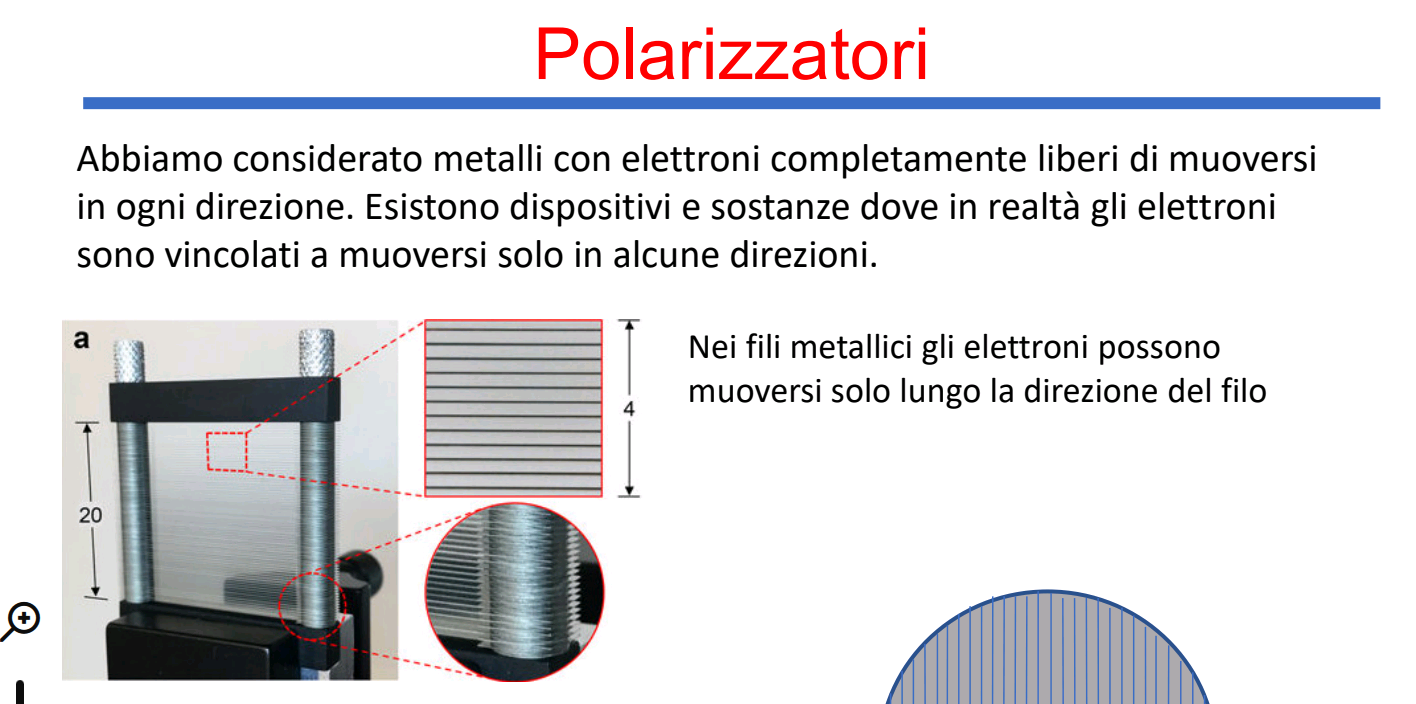 Polarizzatori
Abbiamo considerato metalli con elettroni completamente liberi di muoversi
in ogni direzione. Esistono dispositivi e sostanze dove in realtà gli elettroni
sono vincolati a muoversi solo in alcune direzioni.
a
20
4
Nei fili metallici gli elettroni possono
muoversi solo lungo la direzione del filo